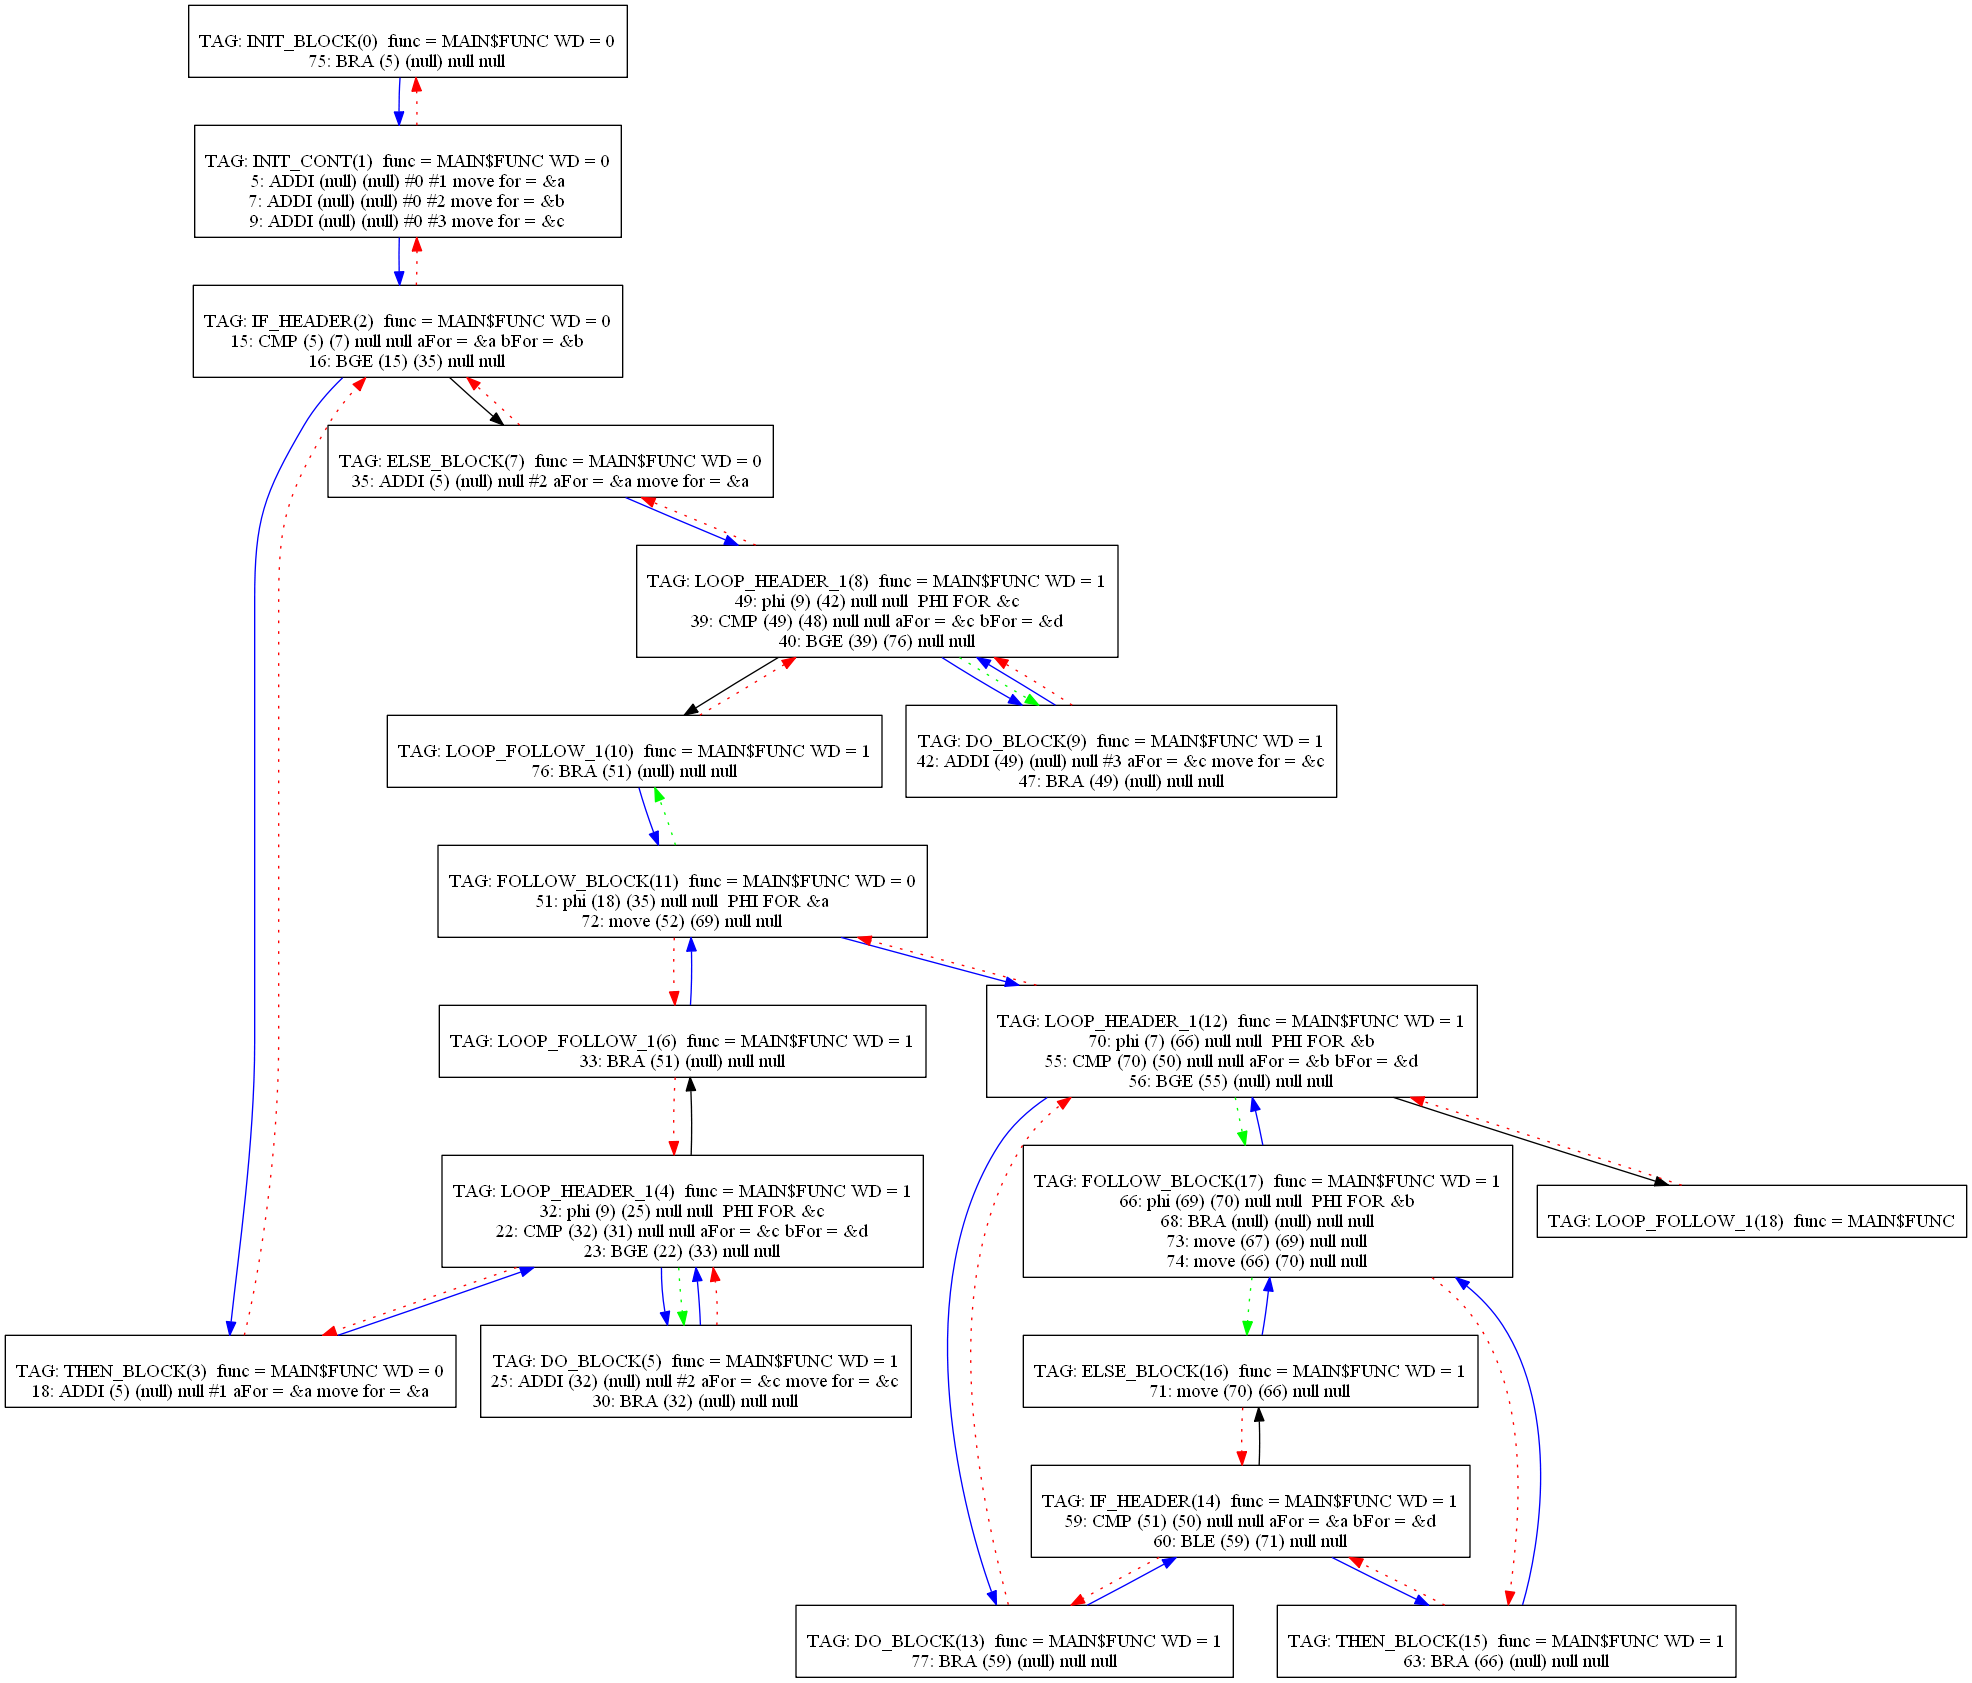 TAG: INIT_BLOCK(0)  func = MAIN$FUNC WD = 0
75: BRA (5) (null) null null
TAG: INIT_CONT(1)  func = MAIN$FUNC WD = 0
5: ADDI (null) (null) #0 #1 move for = &a
7: ADDI (null) (null) #0 #2 move for = &b
9: ADDI (null) (null) #0 #3 move for = &c
TAG: IF_HEADER(2)  func = MAIN$FUNC WD = 0
15: CMP (5) (7) null null aFor = &a bFor = &b
16: BGE (15) (35) null null
TAG: ELSE_BLOCK(7)  func = MAIN$FUNC WD = 0
35: ADDI (5) (null) null #2 aFor = &a move for = &a
TAG: LOOP_HEADER_1(8)  func = MAIN$FUNC WD = 1
49: phi (9) (42) null null  PHI FOR &c
39: CMP (49) (48) null null aFor = &c bFor = &d
40: BGE (39) (76) null null
TAG: LOOP_FOLLOW_1(10)  func = MAIN$FUNC WD = 1
76: BRA (51) (null) null null
TAG: DO_BLOCK(9)  func = MAIN$FUNC WD = 1
42: ADDI (49) (null) null #3 aFor = &c move for = &c
47: BRA (49) (null) null null
TAG: FOLLOW_BLOCK(11)  func = MAIN$FUNC WD = 0
51: phi (18) (35) null null  PHI FOR &a
72: move (52) (69) null null
TAG: LOOP_FOLLOW_1(6)  func = MAIN$FUNC WD = 1
33: BRA (51) (null) null null
TAG: LOOP_HEADER_1(12)  func = MAIN$FUNC WD = 1
70: phi (7) (66) null null  PHI FOR &b
55: CMP (70) (50) null null aFor = &b bFor = &d
56: BGE (55) (null) null null
TAG: LOOP_HEADER_1(4)  func = MAIN$FUNC WD = 1
32: phi (9) (25) null null  PHI FOR &c
22: CMP (32) (31) null null aFor = &c bFor = &d
23: BGE (22) (33) null null
TAG: FOLLOW_BLOCK(17)  func = MAIN$FUNC WD = 1
66: phi (69) (70) null null  PHI FOR &b
68: BRA (null) (null) null null
73: move (67) (69) null null
74: move (66) (70) null null
TAG: LOOP_FOLLOW_1(18)  func = MAIN$FUNC
TAG: THEN_BLOCK(3)  func = MAIN$FUNC WD = 0
18: ADDI (5) (null) null #1 aFor = &a move for = &a
TAG: DO_BLOCK(5)  func = MAIN$FUNC WD = 1
25: ADDI (32) (null) null #2 aFor = &c move for = &c
30: BRA (32) (null) null null
TAG: ELSE_BLOCK(16)  func = MAIN$FUNC WD = 1
71: move (70) (66) null null
TAG: IF_HEADER(14)  func = MAIN$FUNC WD = 1
59: CMP (51) (50) null null aFor = &a bFor = &d
60: BLE (59) (71) null null
TAG: DO_BLOCK(13)  func = MAIN$FUNC WD = 1
77: BRA (59) (null) null null
TAG: THEN_BLOCK(15)  func = MAIN$FUNC WD = 1
63: BRA (66) (null) null null